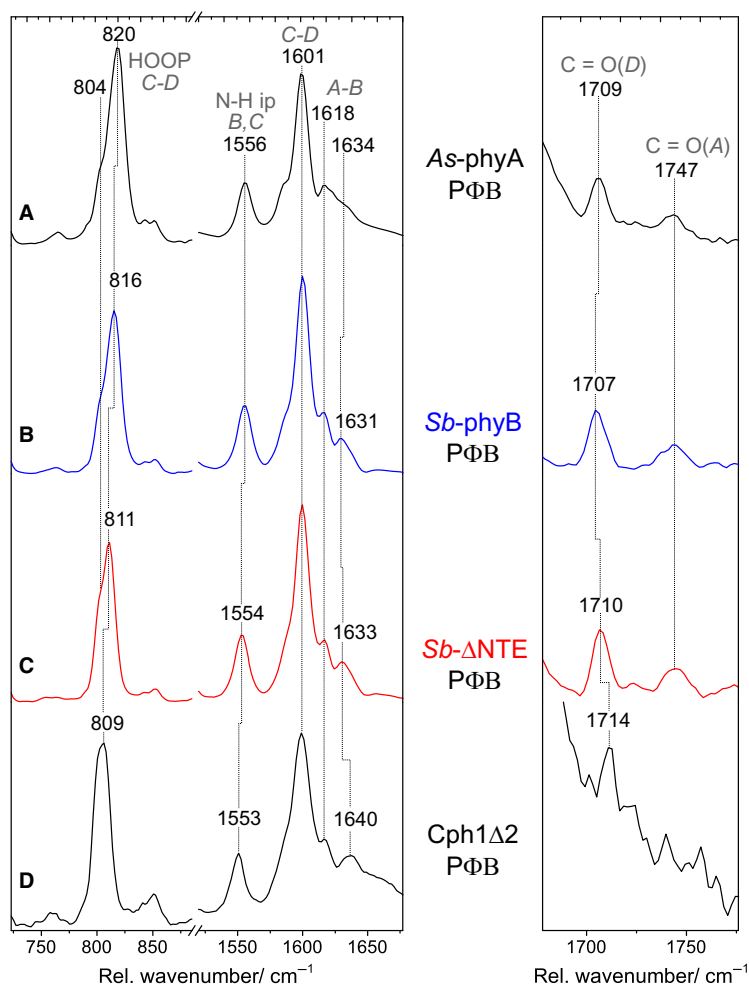 820
HOOP
C-D
804
C-D
1601
A-B
1618
N-H ip
B,C
1556
1634
A
816
B
1631
811
C
1554
1633
809
D
1553
1640
As-phyA
PΦB
Sb-phyB
PΦB
Sb-ΔNTE
PΦB
Cph1Δ2
PΦB
C = O(D)
1709
C = O(A)
1747
1707
1710
1714
750 800 850 1550 1600 1650
Rel. wavenumber/ cm⁻¹
1700 1750
Rel. wavenumber/ cm⁻¹